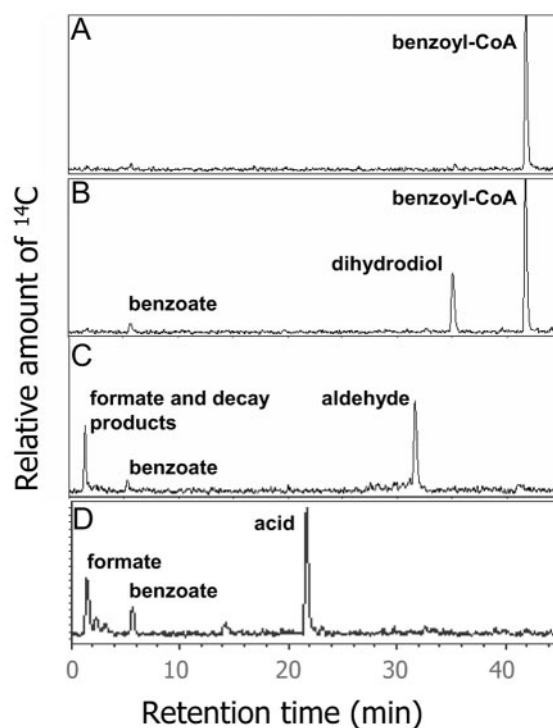 A
benzoyl-CoA
B
benzoyl-CoA
dihydrodiol
benzoate
C
formate and decay
products
aldehyde
benzoate
D
acid
formate
benzoate
0 10 20 30 40
Retention time (min)
Relative amount of ¹⁴C